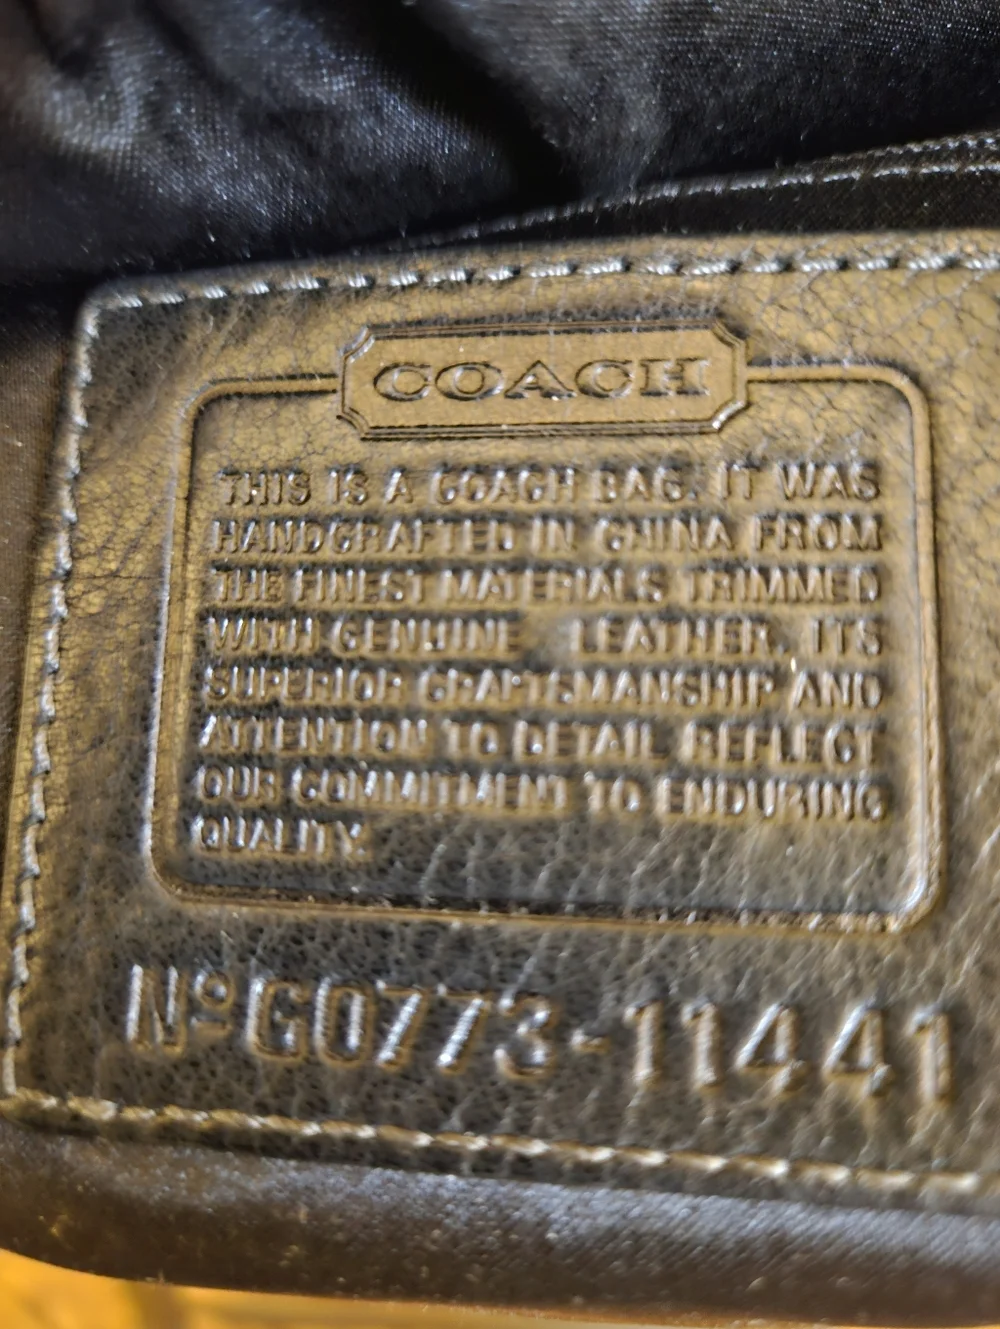 COACH
THIS IS A COACH BAG. IT WAS
HANDCRAFTED IN CHINA FROM
THE FINEST MATERIALS TRIMMED
WITH GENUINE LEATHER. ITS
SUPERIOR CRAFTSMANSHIP AND
ATTENTION TO DETAIL REFLECT
OUR COMMITMENT TO ENDURING
QUALITY.
Nº G0773-11441